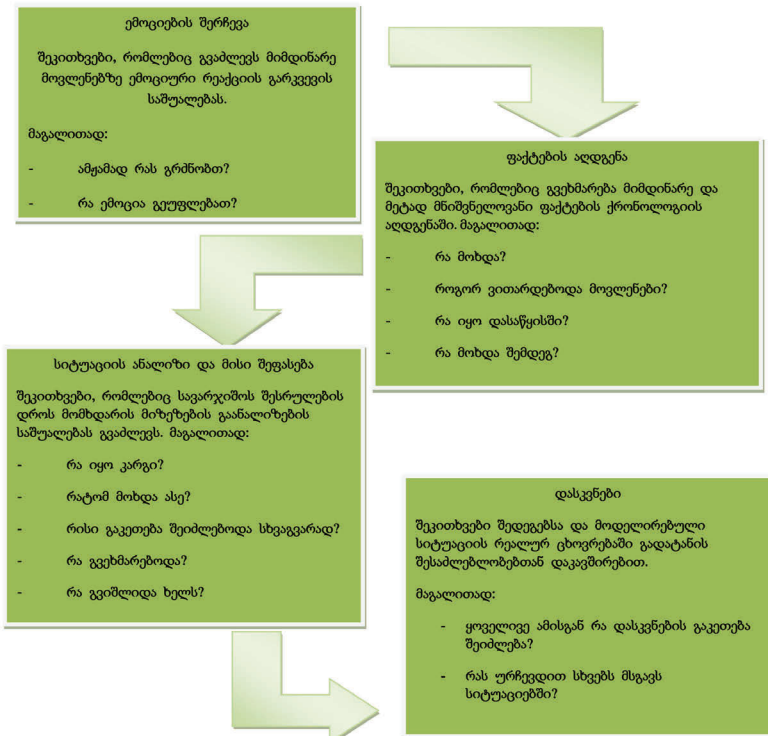 ემოციების შერჩევა
შეკითხვები, რომლებიც გვაძლევს მიმდინარე
მოვლენებზე ემოციური რეაქციის გარკვევის
საშუალებას.
მაგალითად:
- ამჟამად რას გრძნობთ?
- რა ემოცია გეუფლებათ?
ფაქტების აღდგენა
შეკითხვები, რომლებიც გვეხმარება მიმდინარე და
მეტად მნიშვნელოვანი ფაქტების ქრონოლოგიის
აღდგენაში. მაგალითად:
- რა მოხდა?
- როგორ ვითარდებოდა მოვლენები?
- რა იყო დასაწყისში?
- რა მოხდა შემდეგ?
სიტუაციის ანალიზი და მისი შეფასება
შეკითხვები, რომლებიც სავარჯიშოს შესრულების
დროს მომხდარის მიზეზების გაანალიზების
საშუალებას გვაძლევს. მაგალითად:
- რა იყო კარგი?
- რატომ მოხდა ასე?
- რისი გაკეთება შეიძლებოდა სხვაგვარად?
- რა გვეხმარებოდა?
- რა გვიშლიდა ხელს?
დასკვნები
შეკითხვები შედეგებსა და მოდელირებული
სიტუაციის რეალურ ცხოვრებაში გადატანის
შესაძლებლობებთან დაკავშირებით.
მაგალითად:
- ყოველივე ამისგან რა დასკვნების გაკეთება
შეიძლება?
- რას ურჩევდით სხვებს მსგავს
სიტუაციებში?